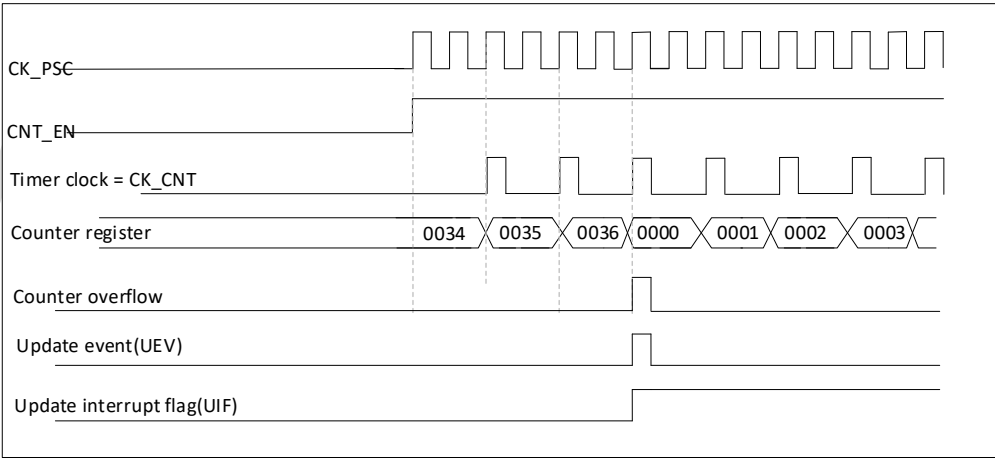 CK_PSC
CNT_EN
Timer clock = CK_CNT
Counter register 0034 0035 0036 0000 0001 0002 0003
Counter overflow
Update event(UEV)
Update interrupt flag(UIF)